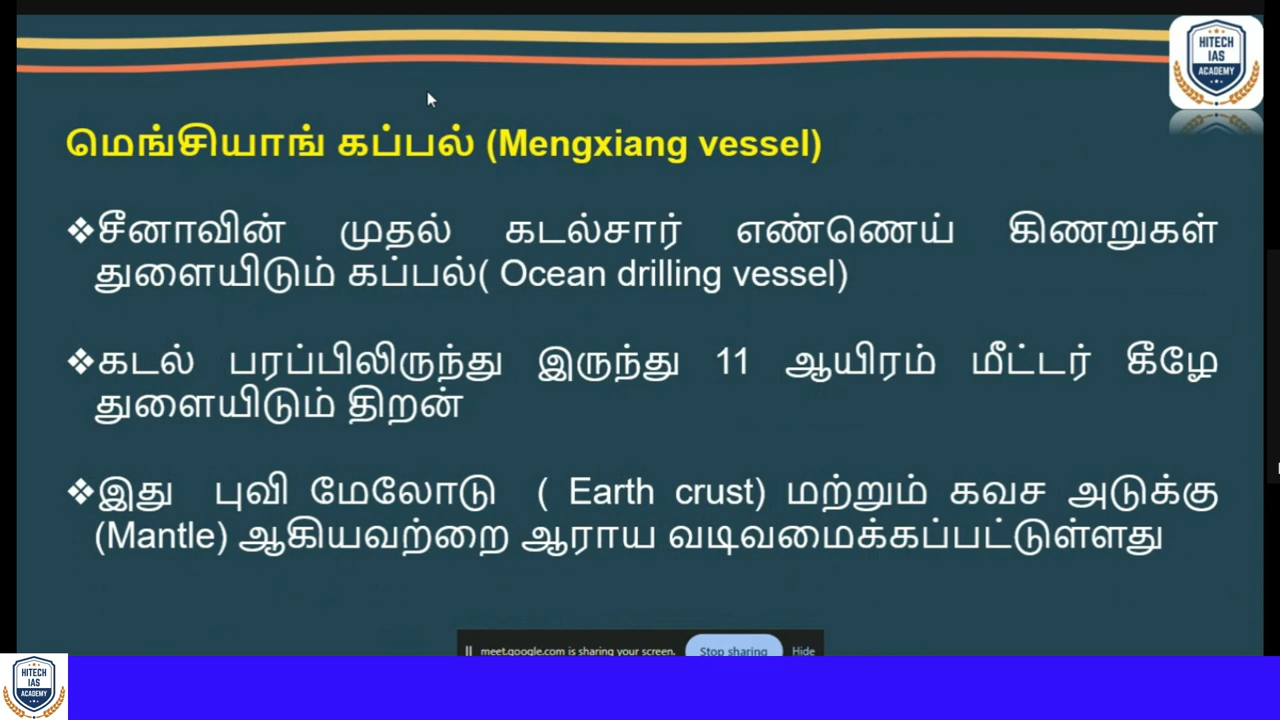 HITECH
IAS
ACADEMY
மெங்சியாங் கப்பல் (Mengxiang vessel)
❖சீனாவின் முதல் கடல்சார் எண்ணெய் கிணறுகள்
துளையிடும் கப்பல்( Ocean drilling vessel)
❖கடல் பரப்பிலிருந்து இருந்து 11 ஆயிரம் மீட்டர் கீழே
துளையிடும் திறன்
❖இது புவி மேலோடு ( Earth crust) மற்றும் கவச அடுக்கு
(Mantle) ஆகியவற்றை ஆராய வடிவமைக்கப்பட்டுள்ளது
meet.google.com is sharing your screen. Stop sharing Hide
HITECH
IAS
ACADEMY